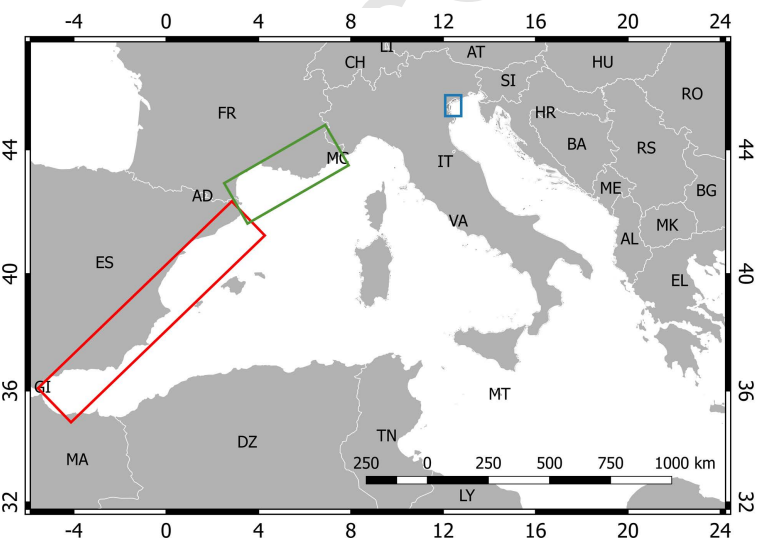 -4 0 4 8 12 16 20 24
LI
CH AT HU
SI
RO
FR HR
44 BA RS 44
MC IT
AD ME BG
VA MK
AL
ES EL
40 40
GI 36 MT 36
DZ TN
MA
250 0 250 500 750 1000 km
LY
32 32
-4 0 4 8 12 16 20 24